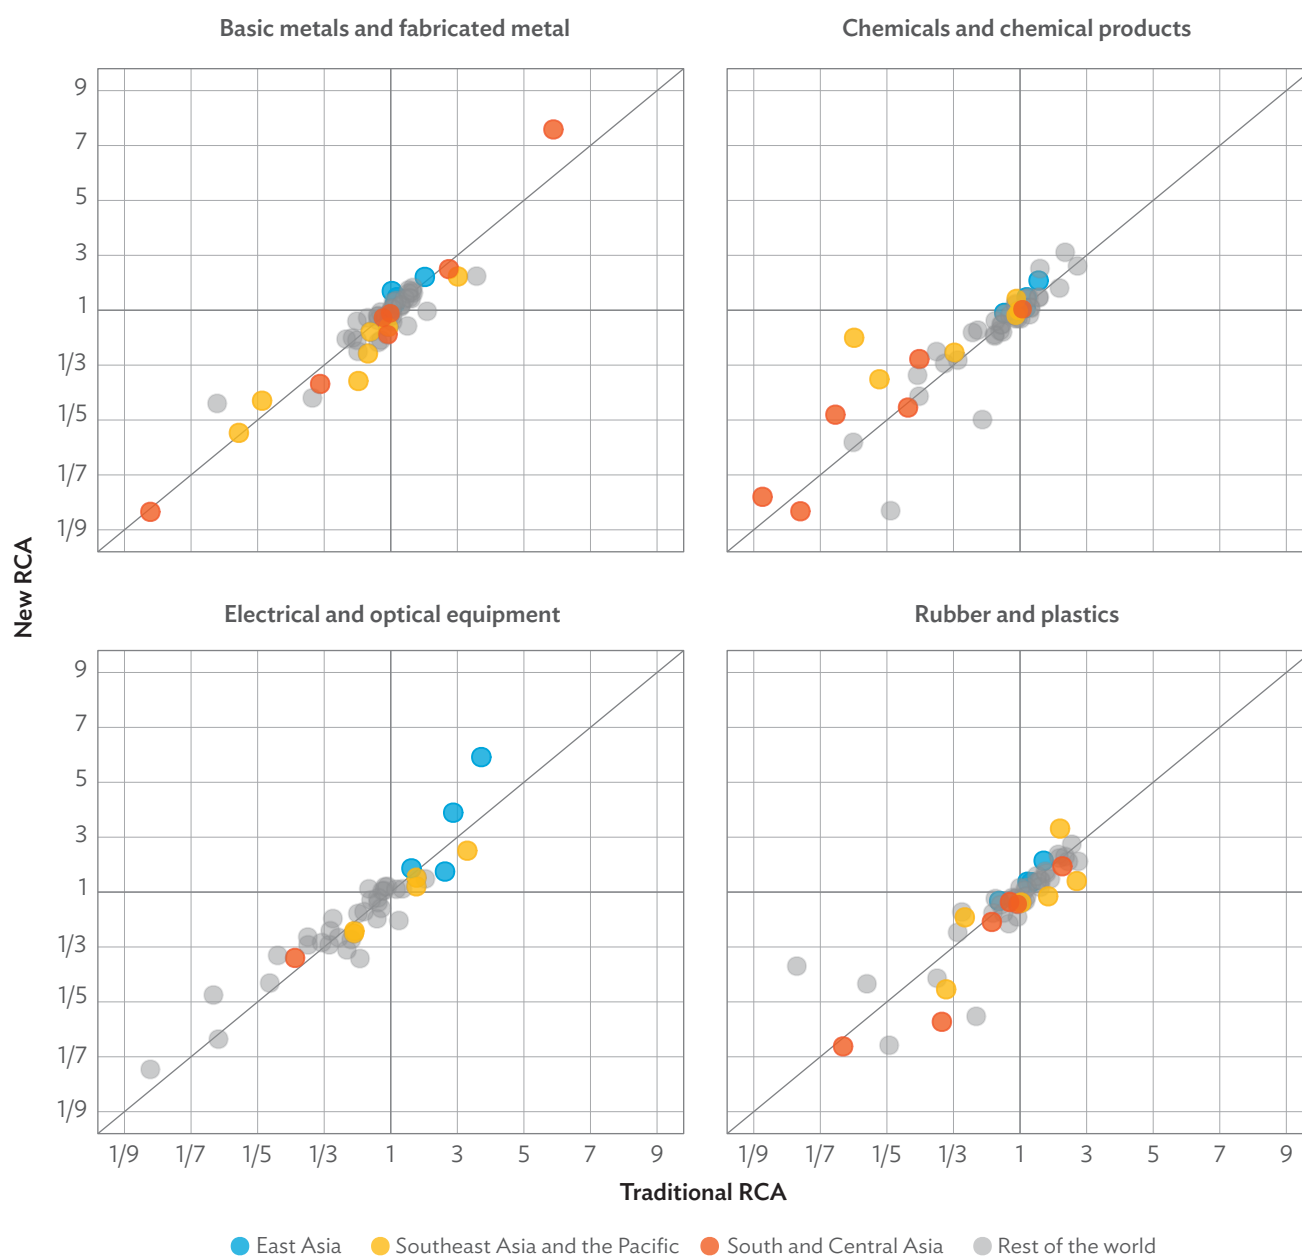 Basic metals and fabricated metal
Chemicals and chemical products
9
7
5
3
1
1/3
1/5
1/7
1/9
New RCA
Electrical and optical equipment
Rubber and plastics
9
7
5
3
1
1/3
1/5
1/7
1/9
1/9 1/7 1/5 1/3 1 3 5 7 9
1/9 1/7 1/5 1/3 1 3 5 7 9
Traditional RCA
East Asia
Southeast Asia and the Pacific
South and Central Asia
Rest of the world